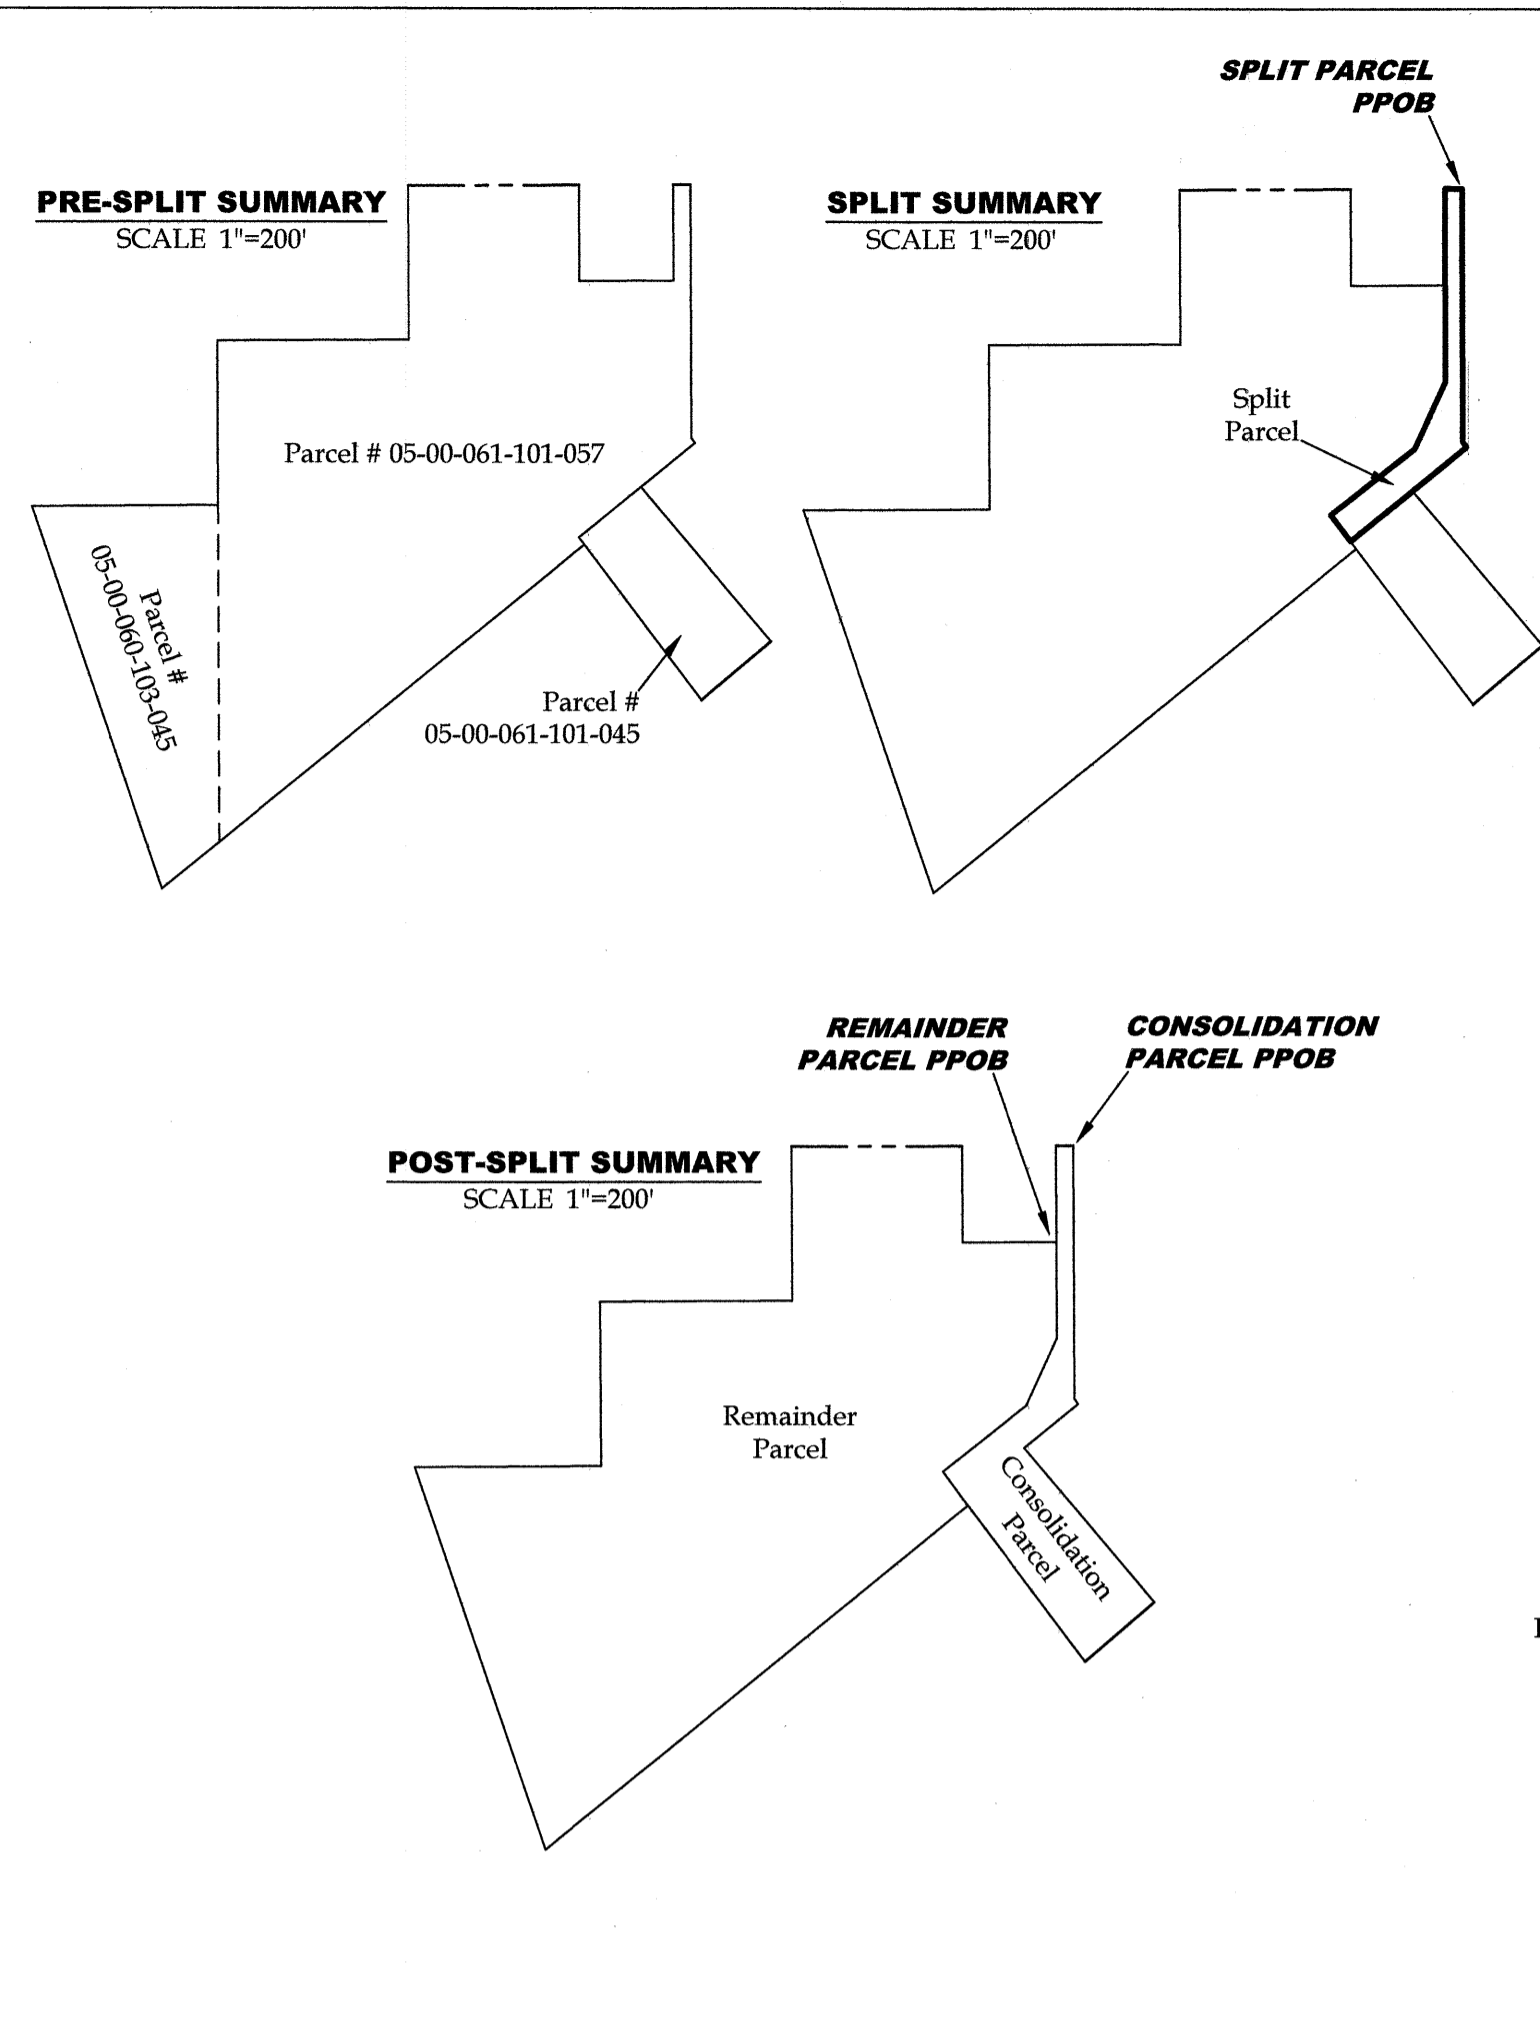 SPLIT PARCEL
PPOB
PRE-SPLIT SUMMARY
SCALE 1"=200'
SPLIT SUMMARY
SCALE 1"=200'
Split
Parcel
Parcel # 05-00-061-101-057
Parcel #
05-00-060-103-045
Parcel #
05-00-061-101-045
REMAINDER
PARCEL PPOB
CONSOLIDATION
PARCEL PPOB
POST-SPLIT SUMMARY
SCALE 1"=200'
Remainder
Parcel
Consolidation
Parcel